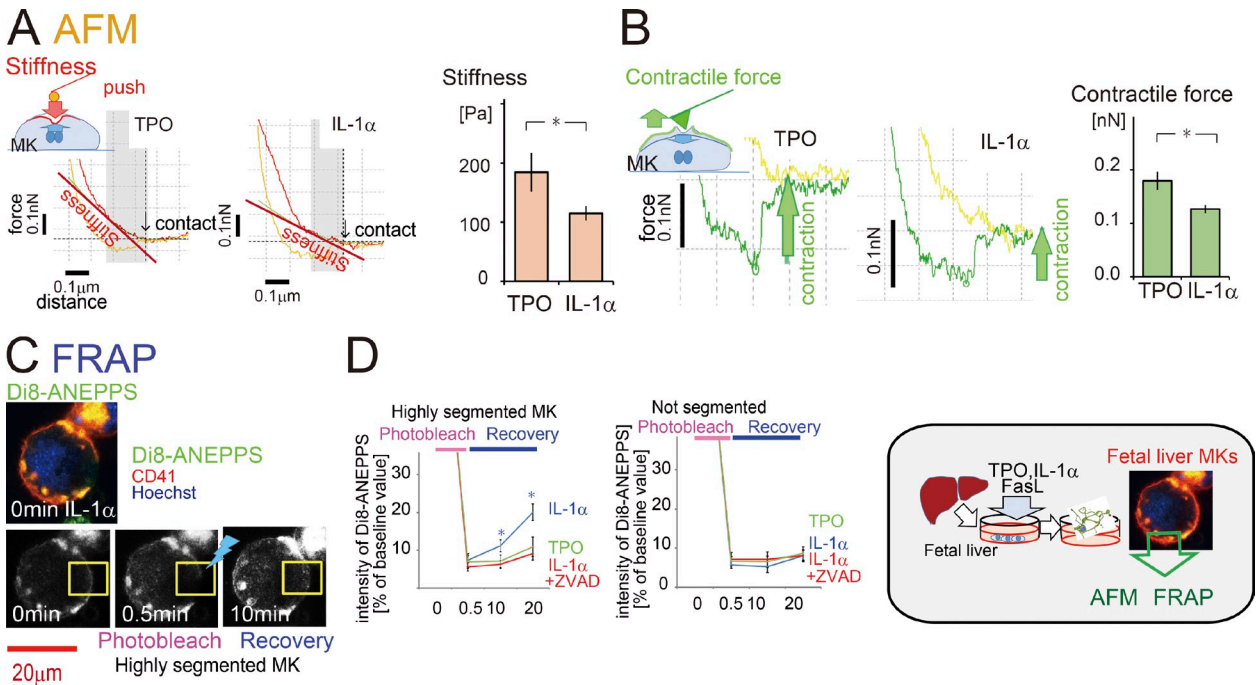 A AFM
Stiffness
push
MK
TPO
IL-1α
force
0.1nN
Stiffness
contact
0.1μm
distance
0.1nN
Stiffness
contact
0.1μm
Stiffness
[Pa]
200
100
0
*
TPO IL-1α
B
Contractile force
MK
TPO
force
0.1nN
contraction
IL-1α
0.1nN
contraction
Contractile force
[nN]
0.2
0.1
0.0
*
TPO IL-1α
C FRAP
Di8-ANEPPS
0min IL-1α
Di8-ANEPPS
CD41
Hoechst
0min
0.5min
10min
Photobleach Recovery
20μm
Highly segmented MK
D
Highly segmented MK
Photobleach Recovery
intensity of Di8-ANEPPS
[% of baseline value]
30
20
10
*
*
IL-1α
TPO
IL-1α
+ZVAD
0 0.5 10 20
Not segmented
Photobleach Recovery
intensity of Di8-ANEPPS]
[% of baseline value]
30
20
10
0
TPO
IL-1α
IL-1α
+ZVAD
0 0.5 10 20
TPO,IL-1α
FasL
Fetal liver
Fetal liver MKs
AFM FRAP